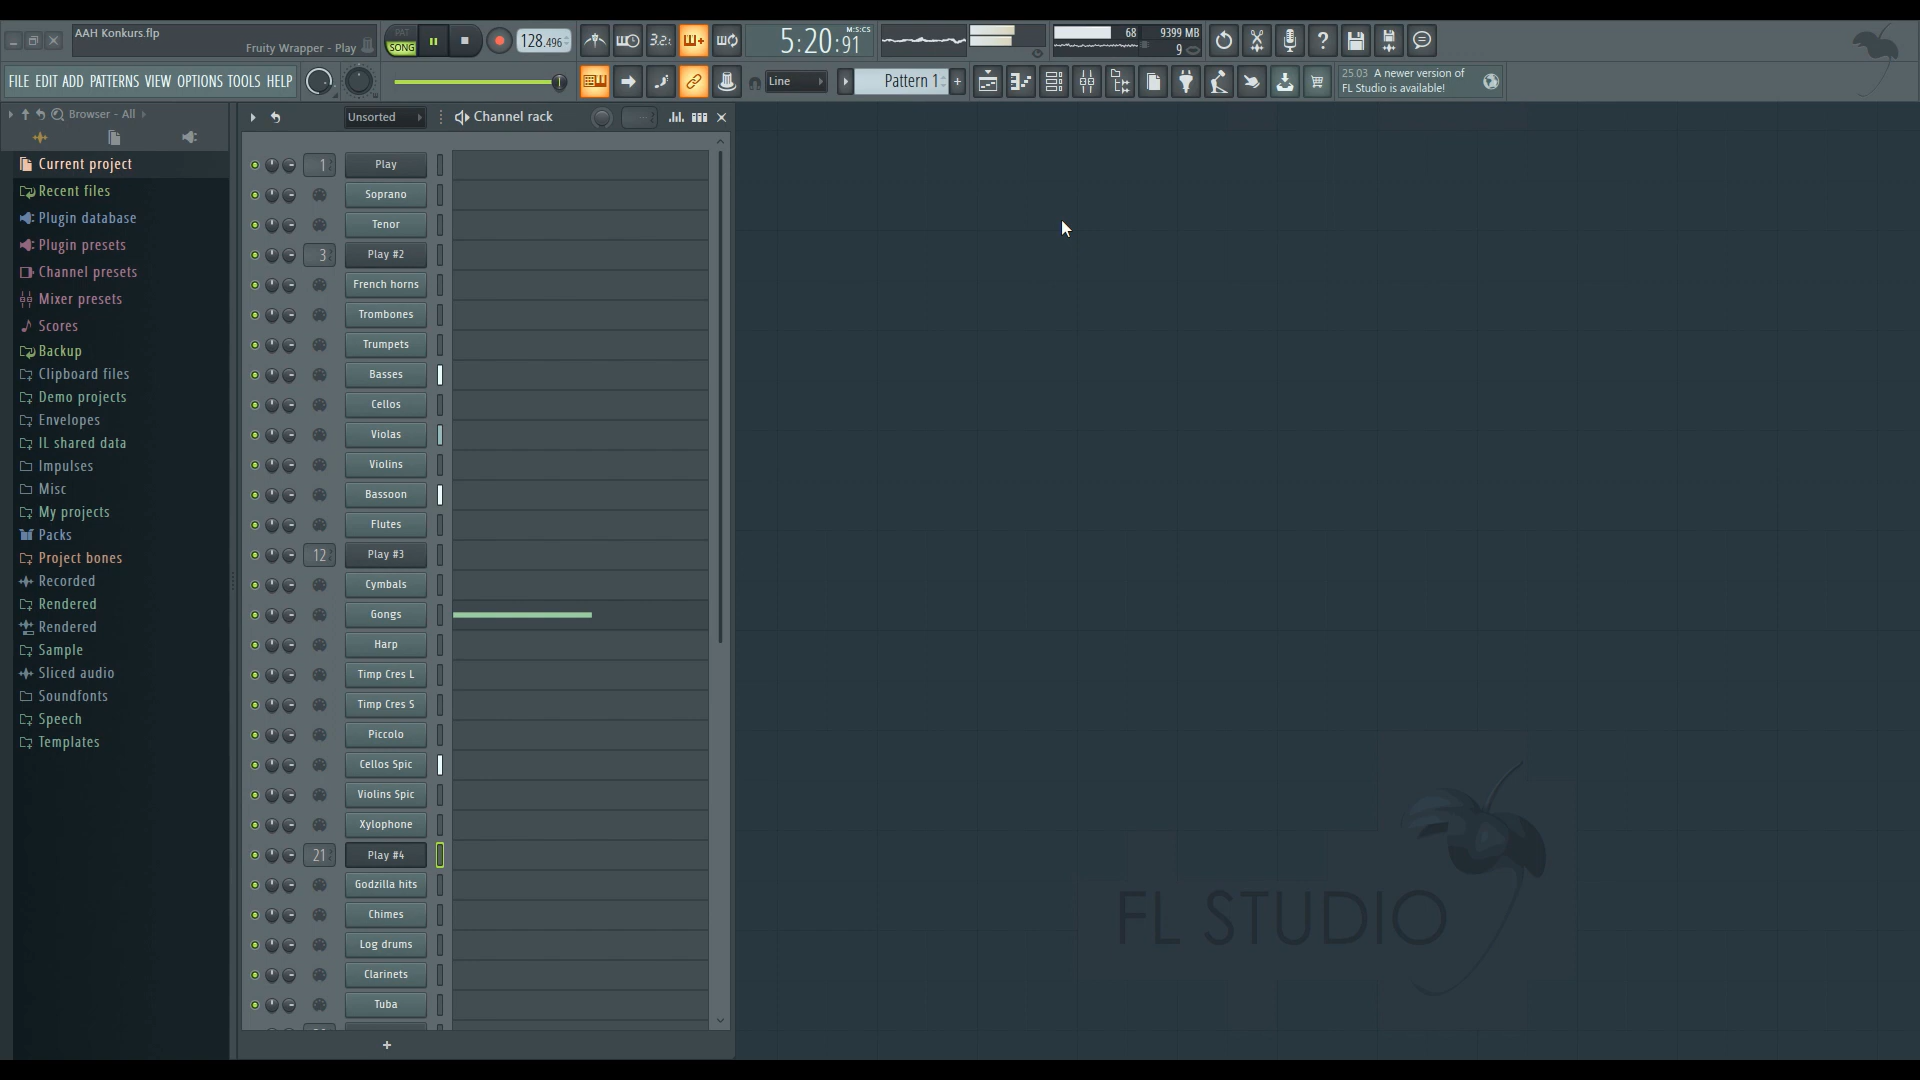 AAH Konkurs.flp
Fruity Wrapper - Play
PAT
SONG
128.496
3.2.
5:20:91
M:S:CS
68
9399 MB
9
FILE EDIT ADD PATTERNS VIEW OPTIONS TOOLS HELP
Line
Pattern 1
+
25.03 A newer version of
FL Studio is available!
Browser - All
Current project
Recent files
Plugin database
Plugin presets
Channel presets
Mixer presets
Scores
Backup
Clipboard files
Demo projects
Envelopes
IL shared data
Impulses
Misc
My projects
Packs
Project bones
Recorded
Rendered
Rendered
Sample
Sliced audio
Soundfonts
Speech
Templates
Unsorted
Channel rack
1 Play
Soprano
Tenor
3 Play #2
French horns
Trombones
Trumpets
Basses
Cellos
Violas
Violins
Bassoon
Flutes
12 Play #3
Cymbals
Gongs
Harp
Timp Cres L
Timp Cres S
Piccolo
Cellos Spic
Violins Spic
Xylophone
21 Play #4
Godzilla hits
Chimes
Log drums
Clarinets
Tuba
+
FL STUDIO